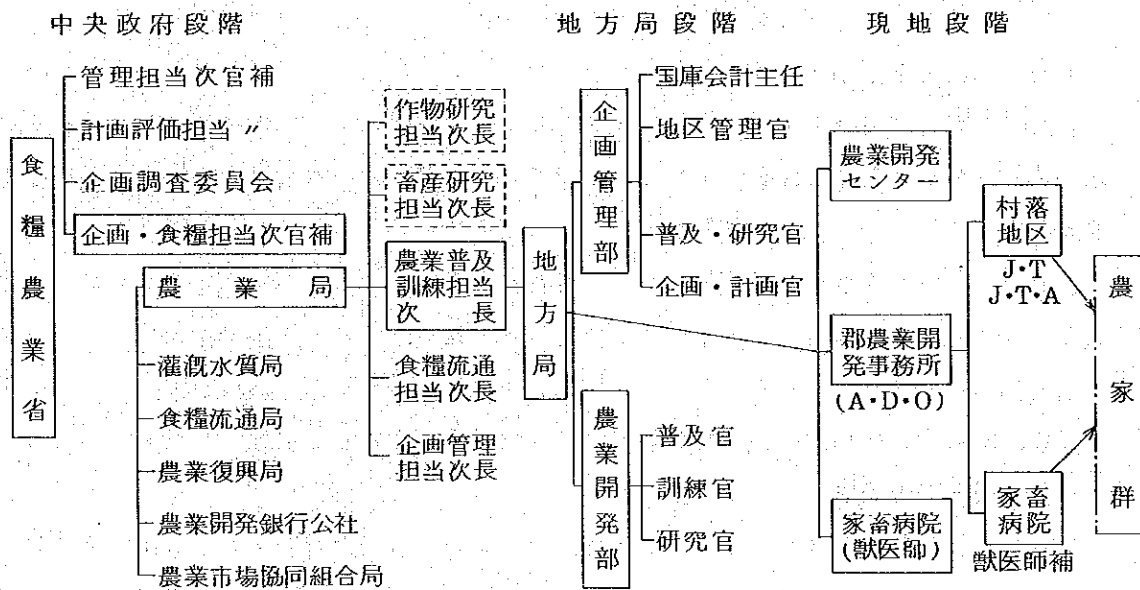 中央政府段階
地方局段階
現地段階
食糧農業省
管理担当次官補
計画評価担当 〃
企画調査委員会
企画・食糧担当次官補
農業局
灌漑水質局
食糧流通局
農業復興局
農業開発銀行公社
農業市場協同組合局
作物研究
担当次長
畜産研究
担当次長
農業普及
訓練担当
次長
食糧流通
担当次長
企画管理
担当次長
地方局
企画管理部
国庫会計主任
地区管理官
普及・研究官
企画・計画官
農業開発部
普及官
訓練官
研究官
農業開発
センター
郡農業開
発事務所
(A・D・O)
家畜病院
(獣医師)
村落
地区
J・T
J・T・A
家畜
病院
獣医師補
農家群